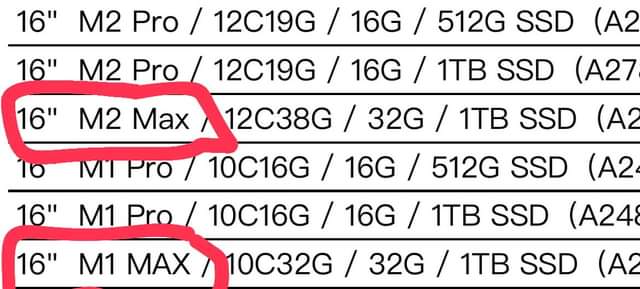 16" M2 Pro / 12C19G / 16G / 512G SSD (A2
16" M2 Pro / 12C19G / 16G / 1TB SSD (A27
16" M2 Max / 12C38G / 32G / 1TB SSD (A2
16" M1 Pro / 10C16G / 16G / 512G SSD (A24
16" M1 Pro / 10C16G / 16G / 1TB SSD (A248
16" M1 MAX / 10C32G / 32G / 1TB SSD (A2